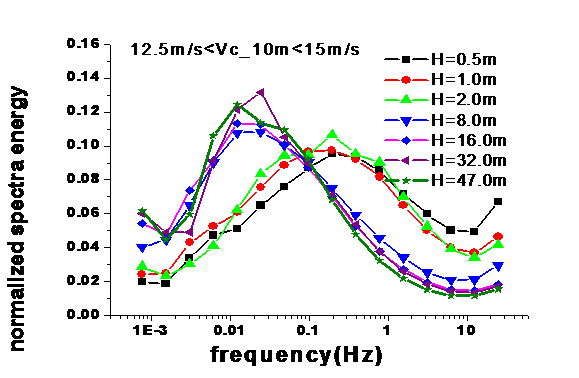 12.5m/s<Vc_10m<15m/s
H=0.5m
H=1.0m
H=2.0m
H=8.0m
H=16.0m
H=32.0m
H=47.0m
normalized spectra energy
0.16
0.14
0.12
0.10
0.08
0.06
0.04
0.02
0.00
1E-3
0.01
0.1
1
10
frequency(Hz)